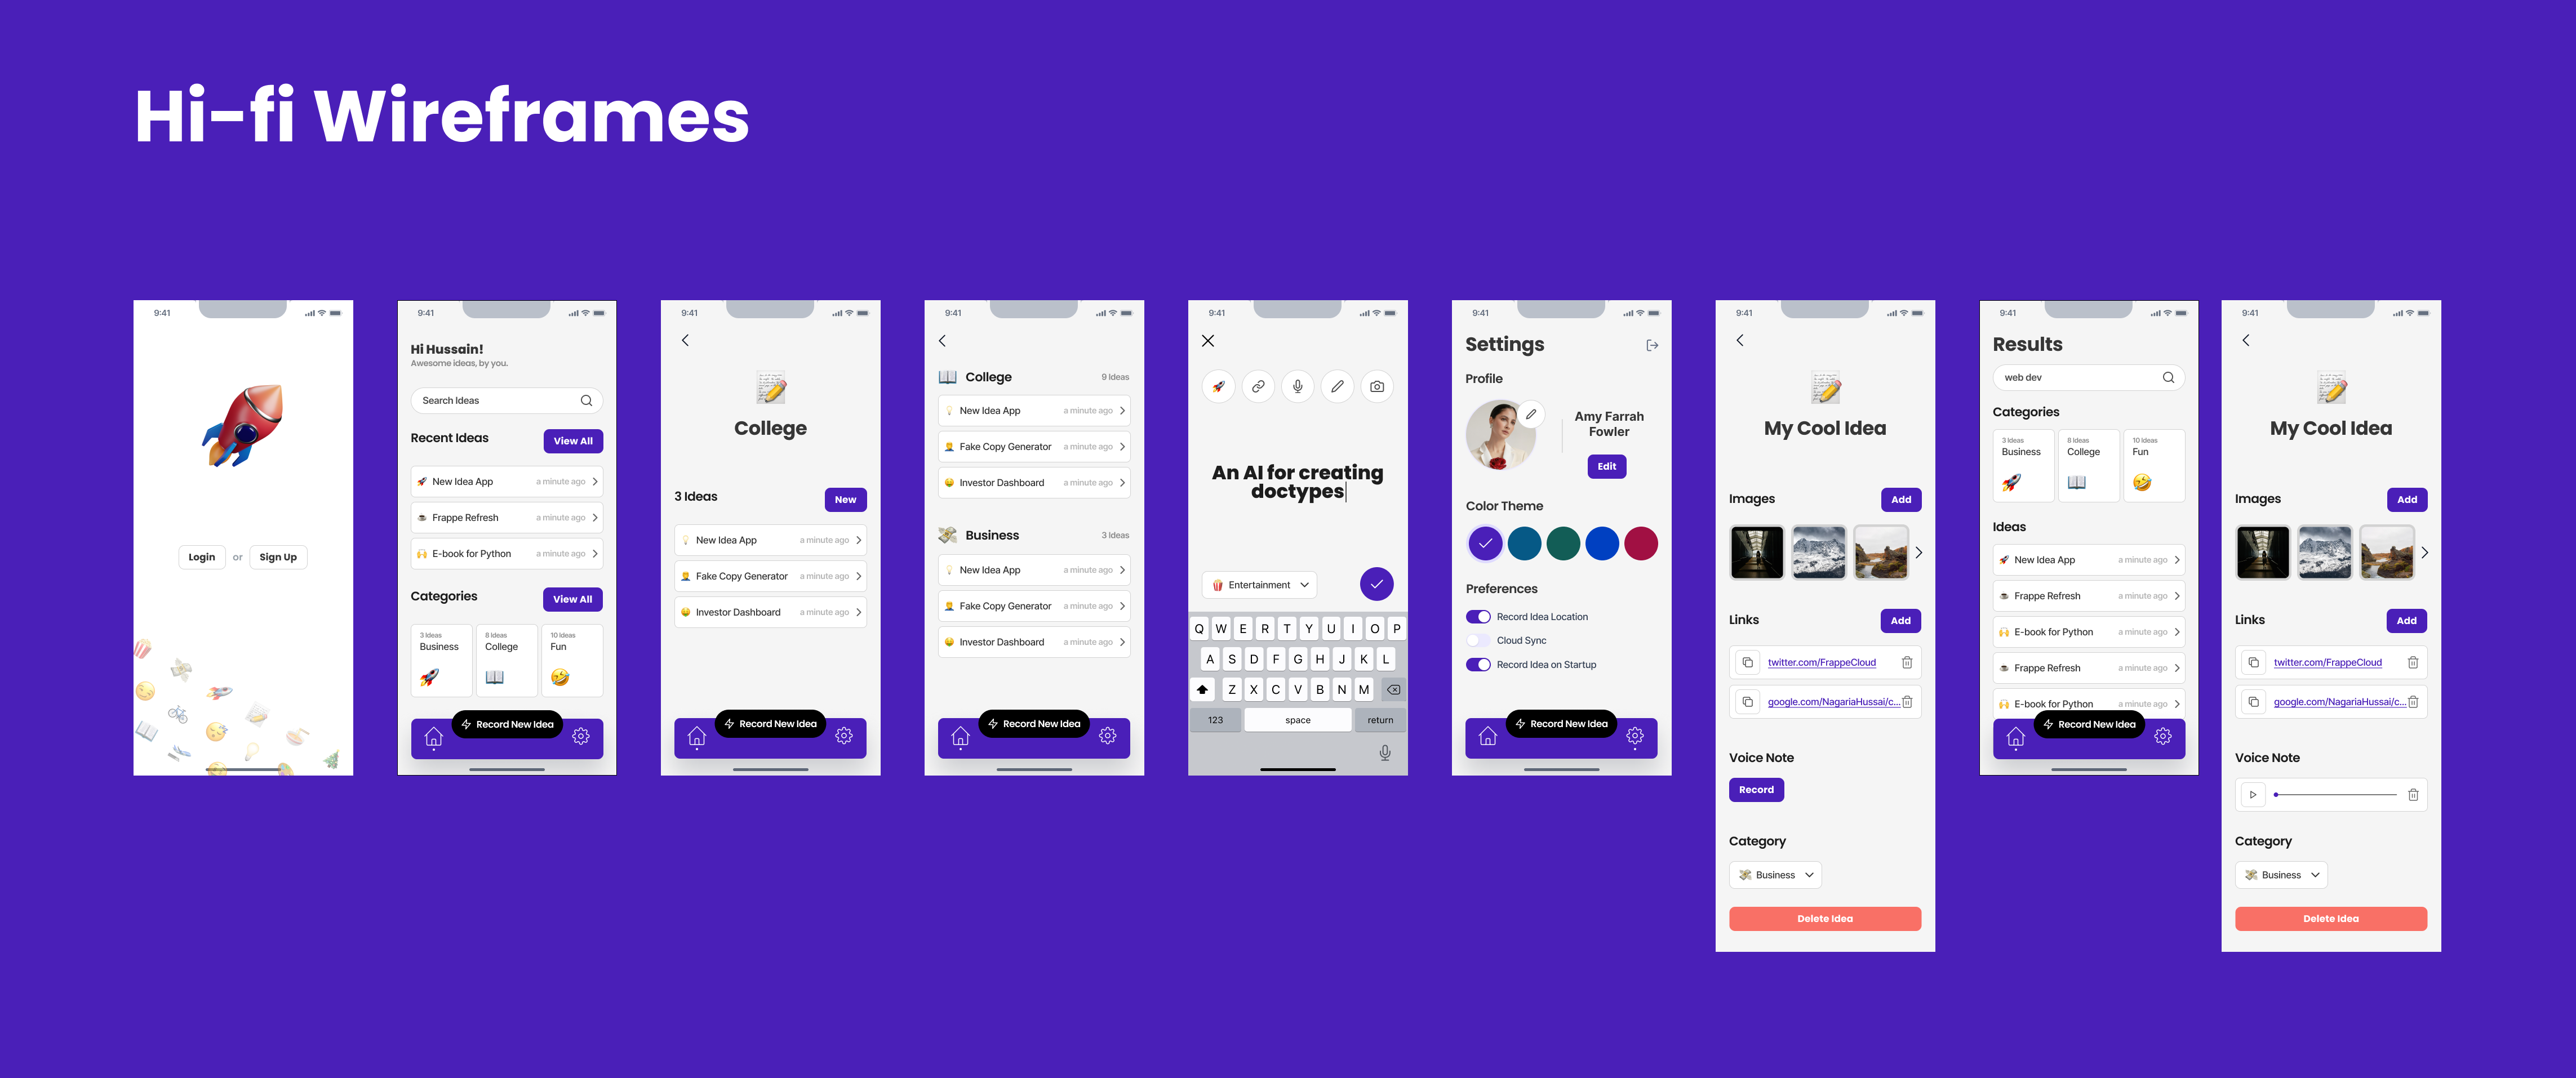 Hi-fi Wireframes
9:41
Login or Sign Up
9:41
Hi Hussain!
Awesome ideas, by you.
Search Ideas
Recent Ideas View All
New Idea App a minute ago
Frappe Refresh a minute ago
E-book for Python a minute ago
Categories View All
3 Ideas 8 Ideas 10 Ideas
Business College Fun
Record New Idea
9:41
College
3 Ideas New
New Idea App a minute ago
Fake Copy Generator a minute ago
Investor Dashboard a minute ago
Record New Idea
9:41
College 9 Ideas
New Idea App a minute ago
Fake Copy Generator a minute ago
Investor Dashboard a minute ago
Business 3 Ideas
New Idea App a minute ago
Fake Copy Generator a minute ago
Investor Dashboard a minute ago
Record New Idea
9:41
An AI for creating
doctypes
Entertainment
Q W E R T Y U I O P
A S D F G H J K L
Z X C V B N M
123 space return
9:41
Settings
Profile
Amy Farrah
Fowler
Edit
Color Theme
Preferences
Record Idea Location
Cloud Sync
Record Idea on Startup
Record New Idea
9:41
My Cool Idea
Images Add
Links Add
twitter.com/FrappeCloud
google.com/NagariaHussai/c...
Voice Note
Record
Category
Business
Delete Idea
9:41
Results
web dev
Categories
3 Ideas 8 Ideas 10 Ideas
Business College Fun
Ideas
New Idea App a minute ago
Frappe Refresh a minute ago
E-book for Python a minute ago
Frappe Refresh a minute ago
E-book for Python a minute ago
Record New Idea
9:41
My Cool Idea
Images Add
Links Add
twitter.com/FrappeCloud
google.com/NagariaHussai/c...
Voice Note
Category
Business
Delete Idea